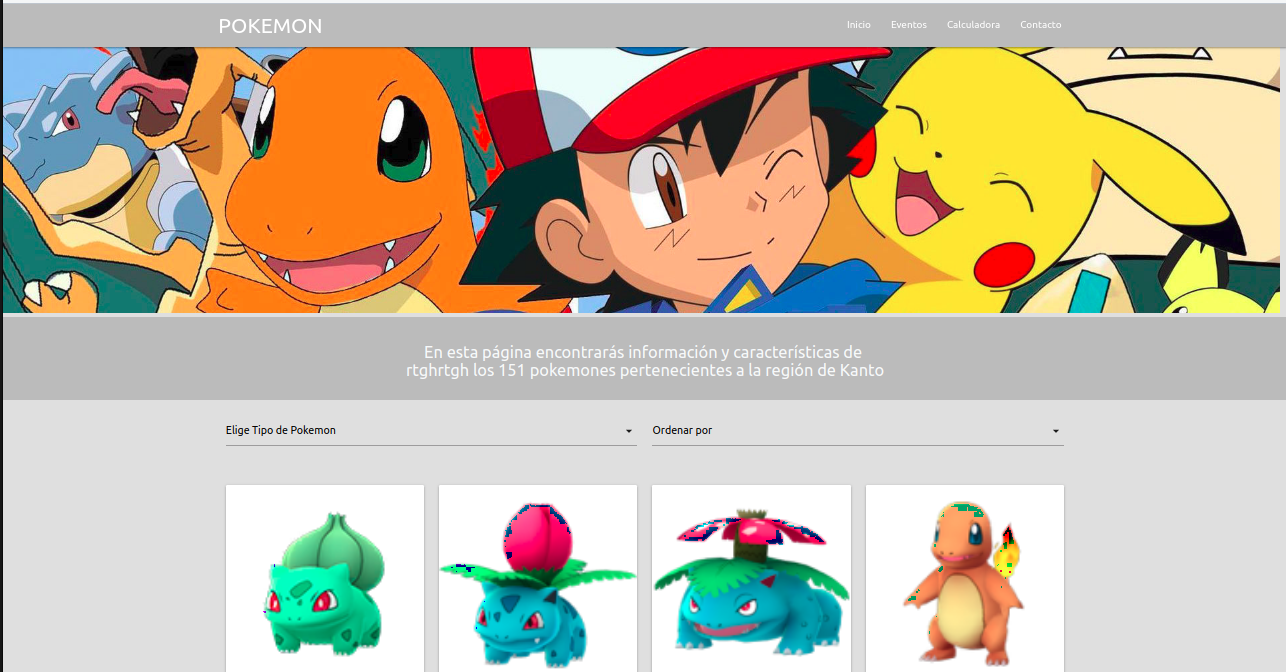 POKEMON
Inicio Eventos Calculadora Contacto
En esta página encontrarás información y características de
rtghrtgh los 151 pokemones pertenecientes a la región de Kanto
Elige Tipo de Pokemon
Ordenar por